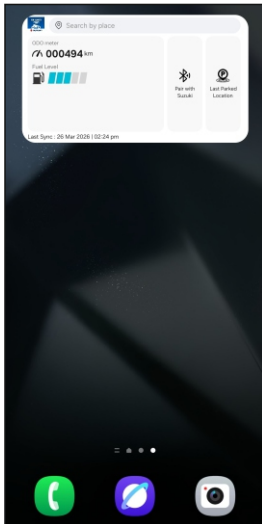 Search by place
ODO meter
000494 km
Fuel Level
Pair with
Suzuki
Last Parked
Location
Last Sync : 26 Mar 2026 | 02:24 pm